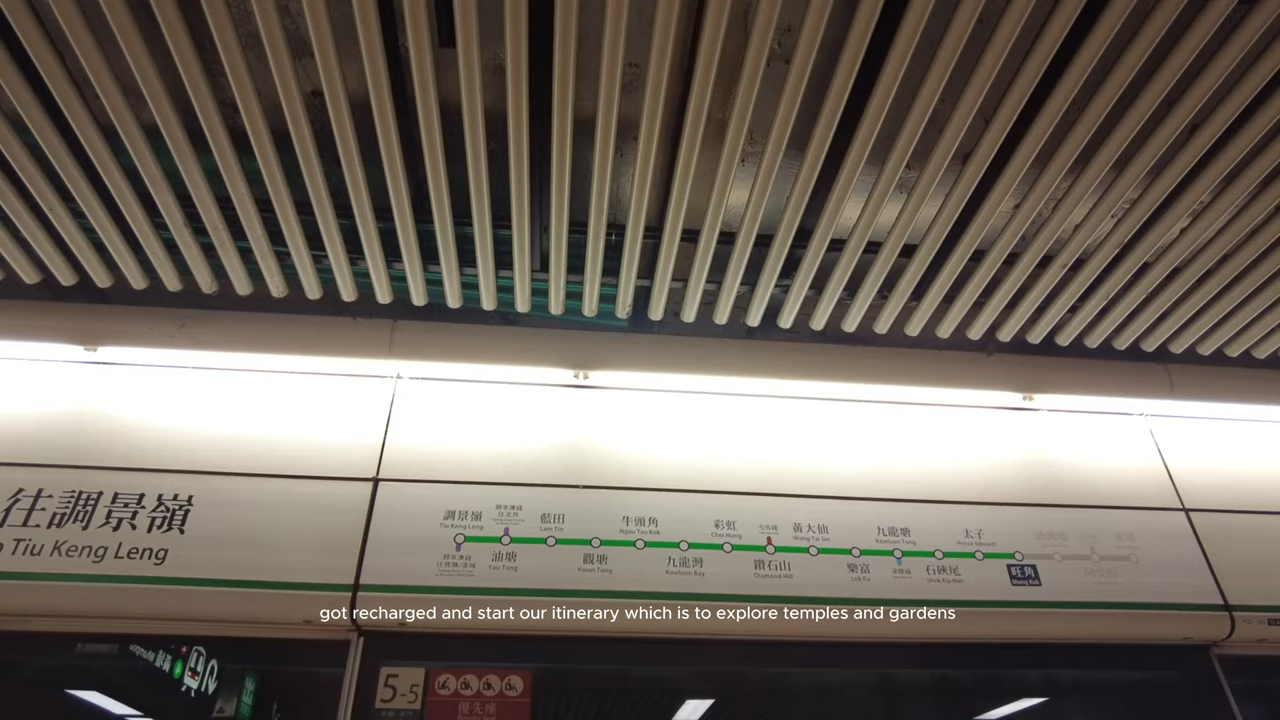 往調景嶺
Tiu Keng Leng
調景嶺
Tiu Keng Leng
油塘
Yau Tong
藍田
Lam Tin
觀塘
Kwun Tong
牛頭角
Ngau Tau Kok
九龍灣
Kowloon Bay
彩虹
Choi Hung
鑽石山
Diamond Hill
黃大仙
Wong Tai Sin
樂富
Lok Fu
九龍塘
Kowloon Tong
石硤尾
Shek Kip Mei
太子
Prince Edward
旺角
Mong Kok
got recharged and start our itinerary which is to explore temples and gardens
5-5
優先座